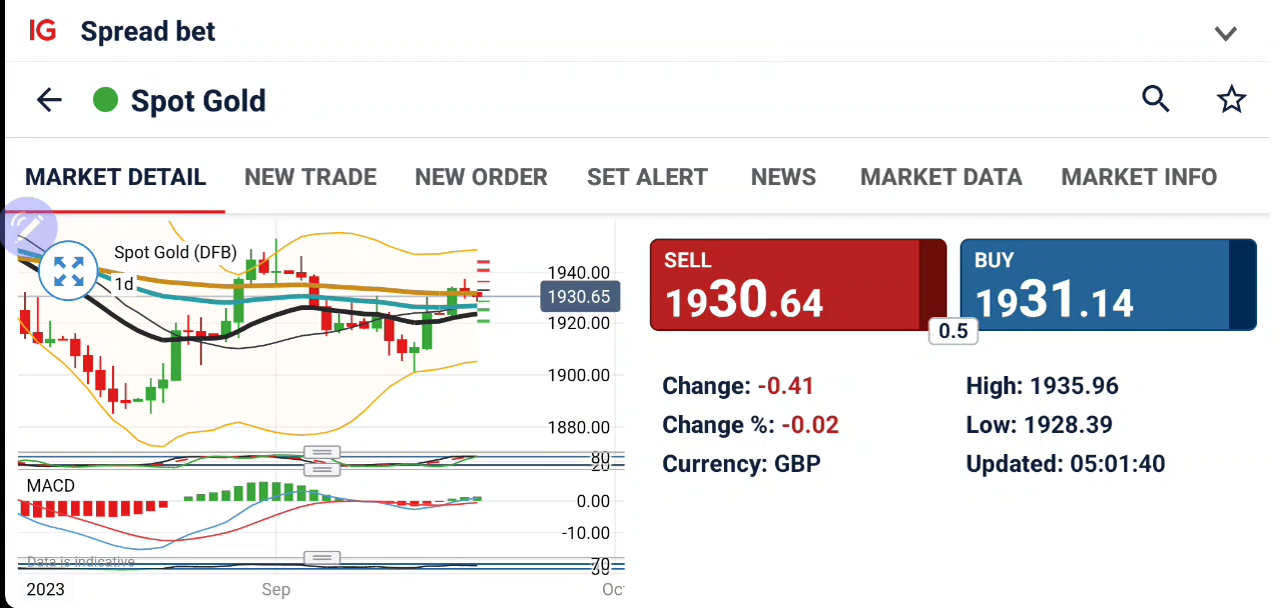 IG Spread bet
Spot Gold
MARKET DETAIL NEW TRADE NEW ORDER SET ALERT NEWS MARKET DATA MARKET INFO
Spot Gold (DFB)
1d
1940.00
1930.65
1920.00
1900.00
1880.00
80
20
MACD
0.00
-10.00
Data is indicative
70
30
2023 Sep Oc
SELL
1930.64
BUY
1931.14
0.5
Change: -0.41
Change %: -0.02
Currency: GBP
High: 1935.96
Low: 1928.39
Updated: 05:01:40